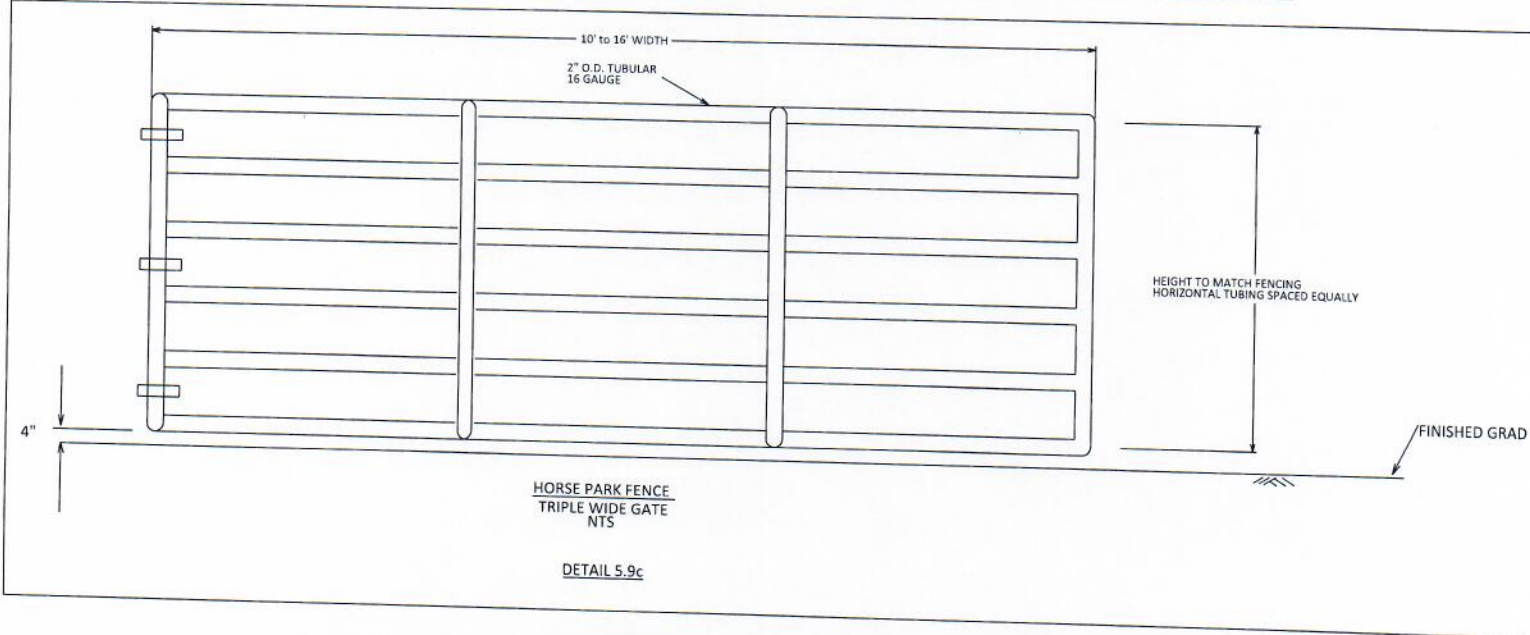 10' to 16' WIDTH
2" O.D. TUBULAR
16 GAUGE
HEIGHT TO MATCH FENCING
HORIZONTAL TUBING SPACED EQUALLY
4"
FINISHED GRAD
HORSE PARK FENCE
TRIPLE WIDE GATE
NTS
DETAIL 5.9c